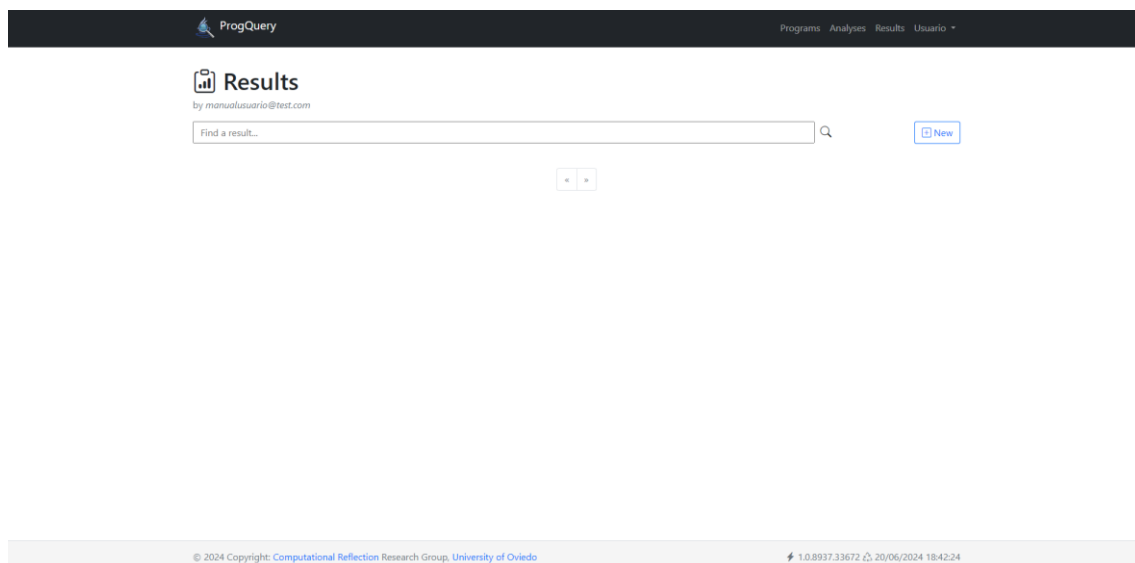 ProgQuery
Programs Analyses Results Usuario
Results
by manualusuario@test.com
Find a result...
New
« »
© 2024 Copyright: Computational Reflection Research Group, University of Oviedo
1.0.8937.33672 20/06/2024 18:42:24